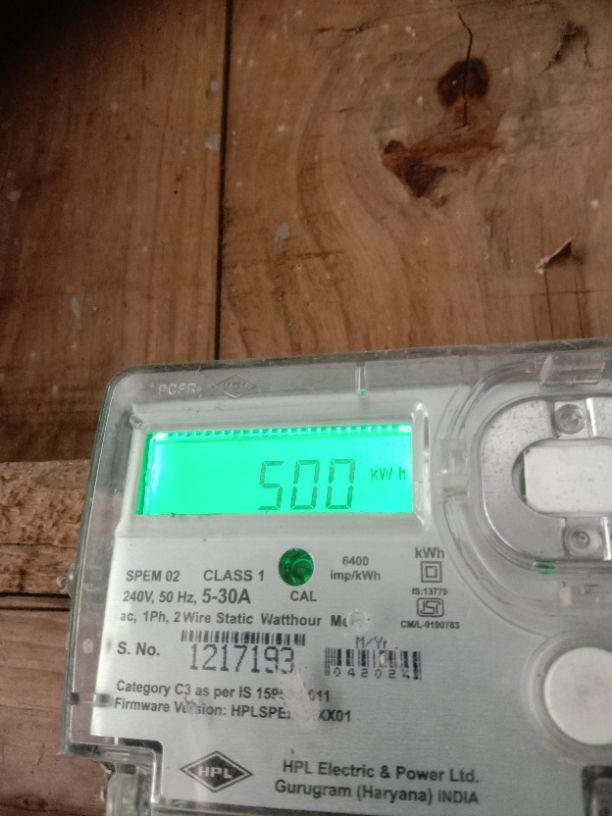 HPL
500 kWh
SPEM 02 CLASS 1 CAL 6400 imp/kWh
kWh
240V, 50 Hz, 5-30A
IS:13779
ISI
CM/L-9190783
ac, 1Ph, 2 Wire Static Watthour
S. No. 1217193
M/Yr
042024
Category C3 as per IS
Firmware Version:
HPL
HPL Electric & Power Ltd.
Gurugram (Haryana) INDIA